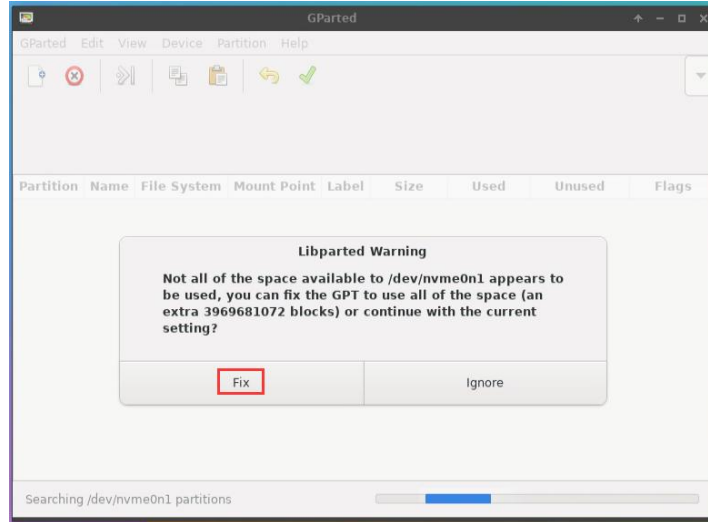 GParted
GParted Edit View Device Partition Help
Partition Name File System Mount Point Label Size Used Unused Flags
Libparted Warning
Not all of the space available to /dev/nvme0n1 appears to
be used, you can fix the GPT to use all of the space (an
extra 3969681072 blocks) or continue with the current
setting?
Fix Ignore
Searching /dev/nvme0n1 partitions